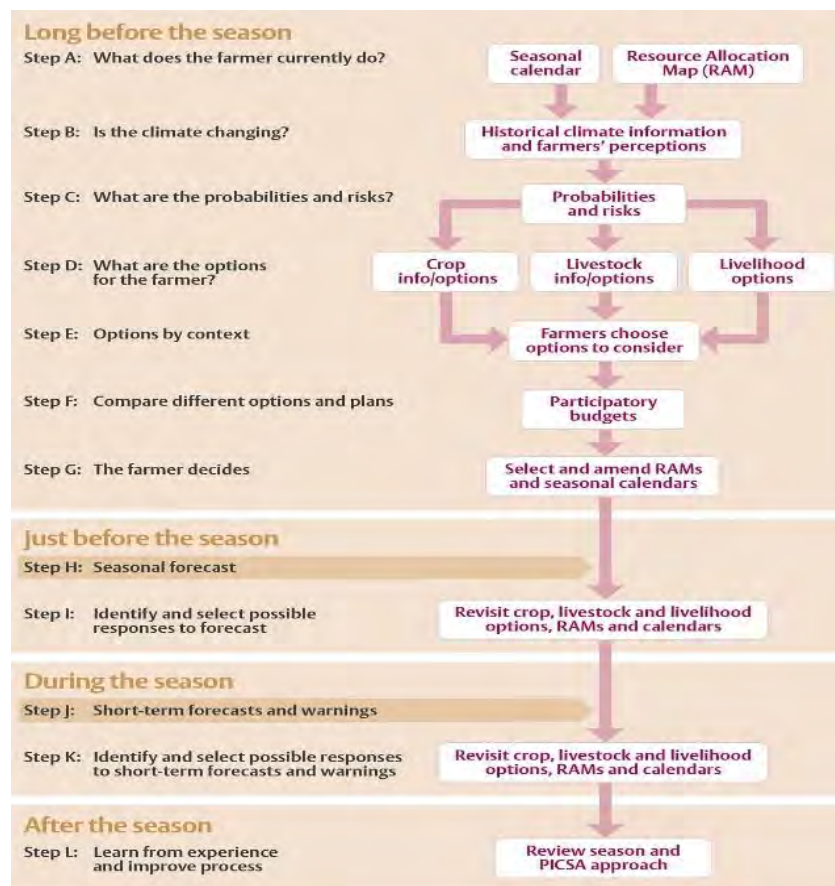 Long before the season
Step A: What does the farmer currently do?
Seasonal
calendar
Resource Allocation
Map (RAM)
Step B: Is the climate changing?
Historical climate information
and farmers' perceptions
Step C: What are the probabilities and risks?
Probabilities
and risks
Step D: What are the options
for the farmer?
Crop
info/options
Livestock
info/options
Livelihood
options
Step E: Options by context
Farmers choose
options to consider
Step F: Compare different options and plans
Participatory
budgets
Step G: The farmer decides
Select and amend RAMs
and seasonal calendars
Just before the season
Step H: Seasonal forecast
Step I: Identify and select possible
responses to forecast
Revisit crop, livestock and livelihood
options, RAMs and calendars
During the season
Step J: Short-term forecasts and warnings
Step K: Identify and select possible responses
to short-term forecasts and warnings
Revisit crop, livestock and livelihood
options, RAMs and calendars
After the season
Step L: Learn from experience
and improve process
Review season and
PICSA approach